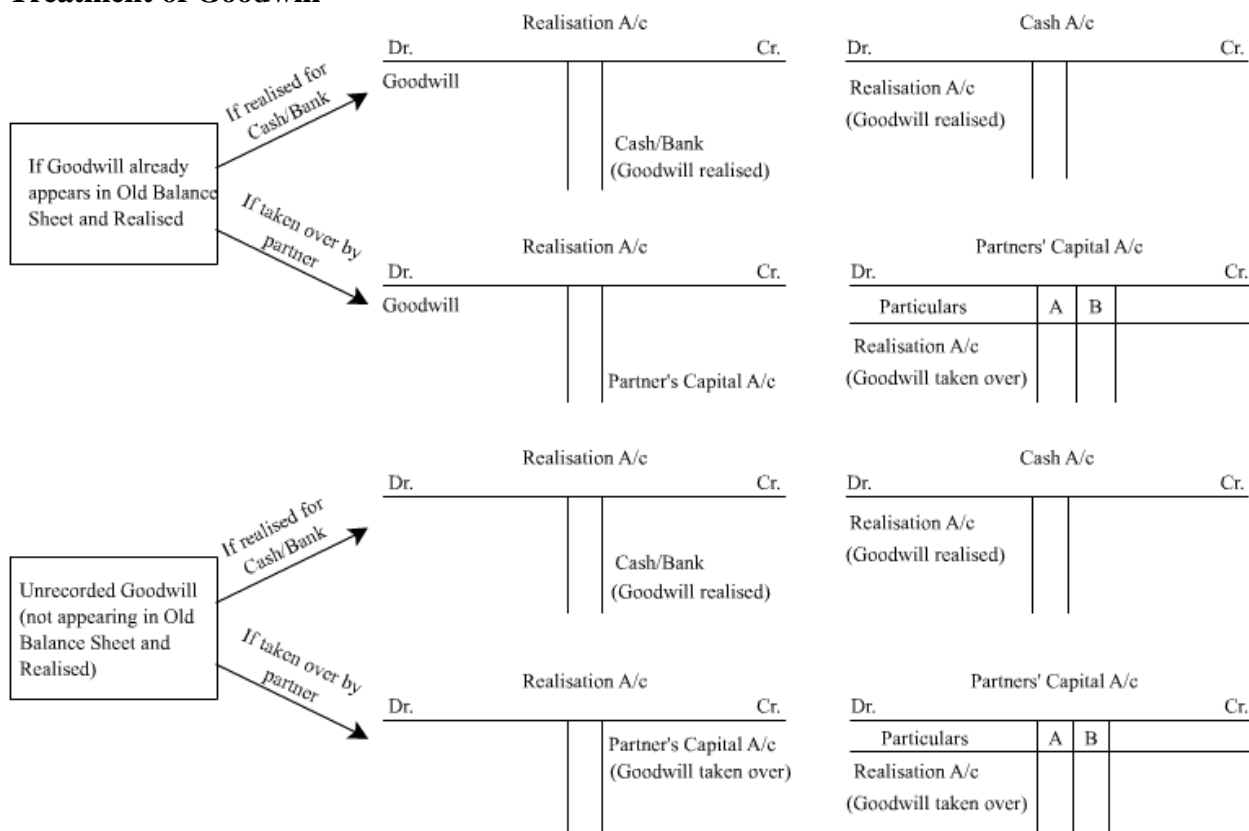 Treatment of Goodwill
Realisation A/c
Dr. Cr.
Goodwill
Cash/Bank
(Goodwill realised)
Cash A/c
Dr. Cr.
Realisation A/c
(Goodwill realised)
If realised for
Cash/Bank
If Goodwill already
appears in Old Balance
Sheet and Realised
If taken over by
partner
Realisation A/c
Dr. Cr.
Goodwill
Partner's Capital A/c
Partners' Capital A/c
Dr. Cr.
Particulars A B
Realisation A/c
(Goodwill taken over)
Realisation A/c
Dr. Cr.
Cash/Bank
(Goodwill realised)
Cash A/c
Dr. Cr.
Realisation A/c
(Goodwill realised)
If realised for
Cash/Bank
Unrecorded Goodwill
(not appearing in Old
Balance Sheet and
Realised)
If taken over by
partner
Realisation A/c
Dr. Cr.
Partner's Capital A/c
(Goodwill taken over)
Partners' Capital A/c
Dr. Cr.
Particulars A B
Realisation A/c
(Goodwill taken over)